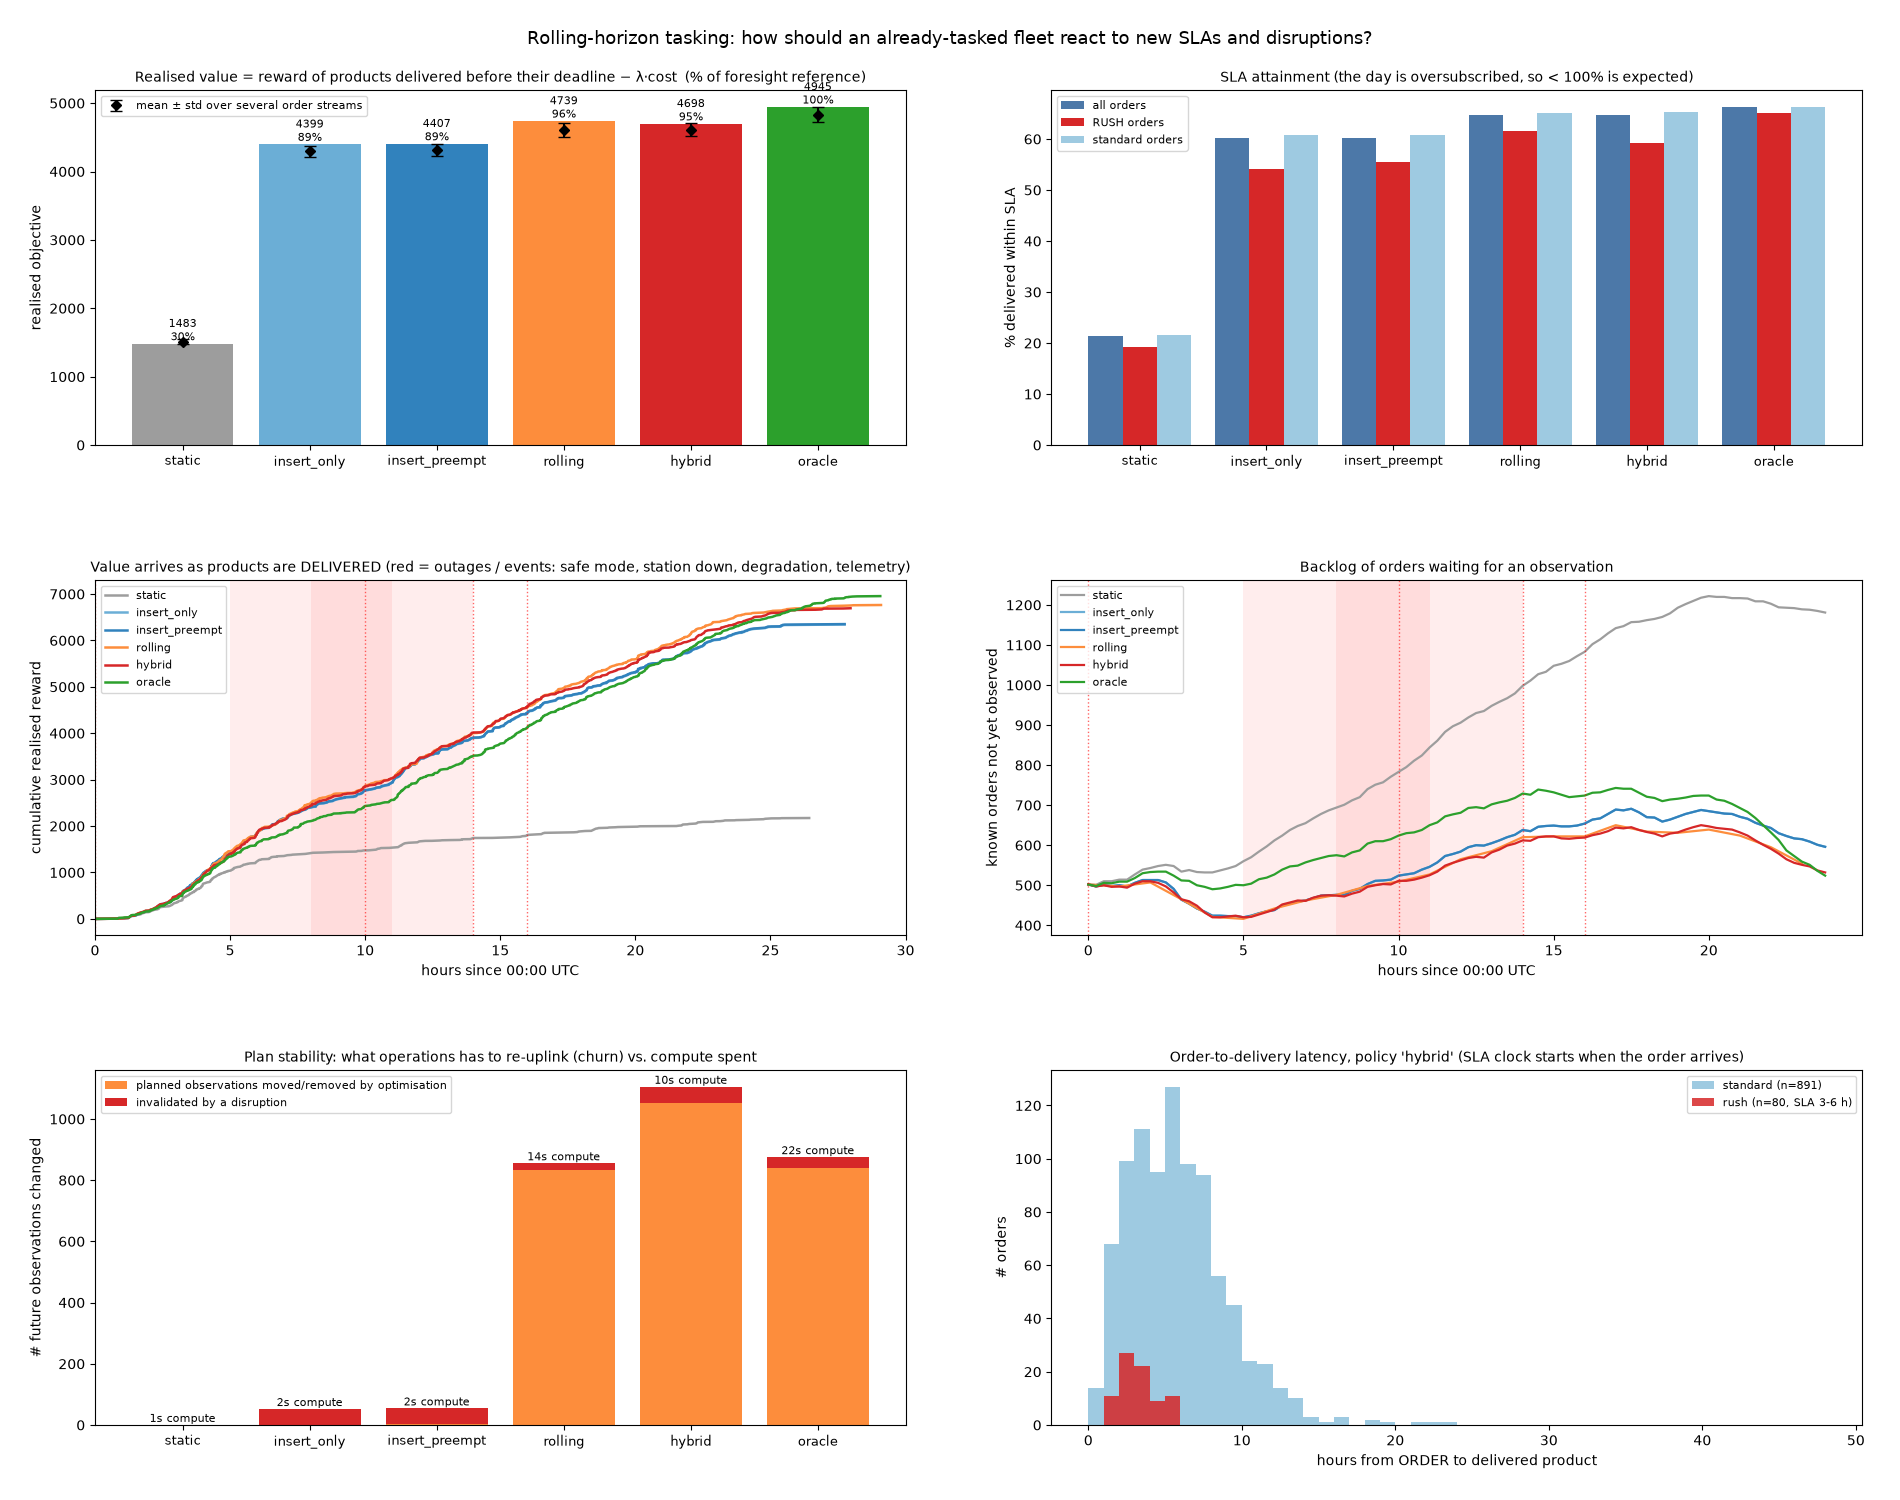 Rolling-horizon tasking: how should an already-tasked fleet react to new SLAs and disruptions?
Realised value = reward of products delivered before their deadline − λ·cost (% of foresight reference)
mean ± std over several order streams
realised objective
5000
4000
3000
2000
1000
0
1483
30%
4399
89%
4407
89%
4739
96%
4698
95%
4945
100%
static
insert_only
insert_preempt
rolling
hybrid
oracle
SLA attainment (the day is oversubscribed, so < 100% is expected)
all orders
RUSH orders
standard orders
% delivered within SLA
60
50
40
30
20
10
0
static
insert_only
insert_preempt
rolling
hybrid
oracle
Value arrives as products are DELIVERED (red = outages / events: safe mode, station down, degradation, telemetry)
static
insert_only
insert_preempt
rolling
hybrid
oracle
cumulative realised reward
7000
6000
5000
4000
3000
2000
1000
0
0
5
10
15
20
25
30
hours since 00:00 UTC
Backlog of orders waiting for an observation
static
insert_only
insert_preempt
rolling
hybrid
oracle
known orders not yet observed
1200
1100
1000
900
800
700
600
500
400
0
5
10
15
20
hours since 00:00 UTC
Plan stability: what operations has to re-uplink (churn) vs. compute spent
planned observations moved/removed by optimisation
invalidated by a disruption
# future observations changed
1000
800
600
400
200
0
1s compute
2s compute
2s compute
14s compute
10s compute
22s compute
static
insert_only
insert_preempt
rolling
hybrid
oracle
Order-to-delivery latency, policy 'hybrid' (SLA clock starts when the order arrives)
standard (n=891)
rush (n=80, SLA 3-6 h)
# orders
120
100
80
60
40
20
0
0
10
20
30
40
50
hours from ORDER to delivered product